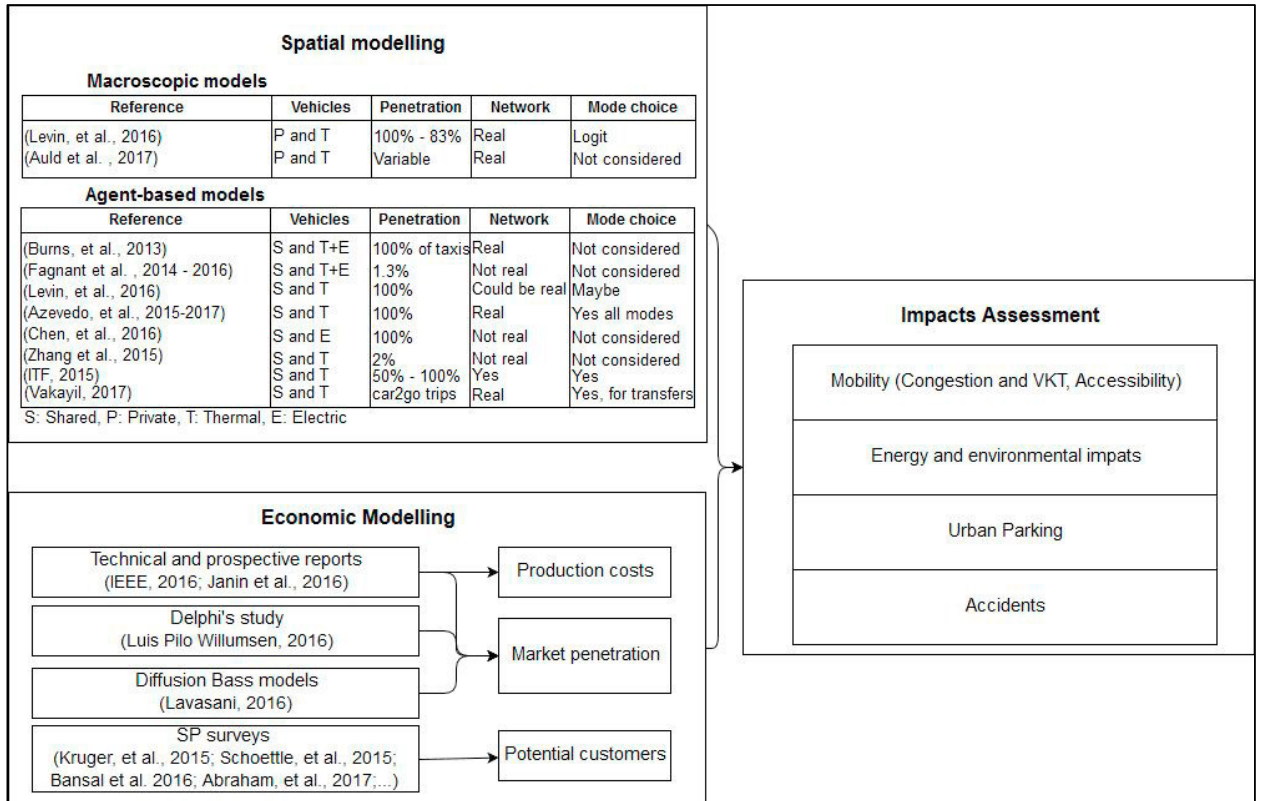 Spatial modelling
Macroscopic models
Reference Vehicles Penetration Network Mode choice
(Levin, et al., 2016) P and T 100% - 83% Real Logit
(Auld et al. , 2017) P and T Variable Real Not considered
Agent-based models
Reference Vehicles Penetration Network Mode choice
(Burns, et al., 2013) S and T+E 100% of taxis Real Not considered
(Fagnant et al. , 2014 - 2016) S and T+E 1.3% Not real Not considered
(Levin, et al., 2016) S and T 100% Could be real Maybe
(Azevedo, et al., 2015-2017) S and T 100% Real Yes all modes
(Chen, et al., 2016) S and E 100% Not real Not considered
(Zhang et al., 2015) S and T 2% Not real Not considered
(ITF, 2015) S and T 50% - 100% Yes Yes
(Vakayil, 2017) S and T car2go trips Real Yes, for transfers
S: Shared, P: Private, T: Thermal, E: Electric
Economic Modelling
Technical and prospective reports
(IEEE, 2016; Janin et al., 2016)
Production costs
Delphi's study
(Luis Pilo Willumsen, 2016)
Market penetration
Diffusion Bass models
(Lavasani, 2016)
SP surveys
(Kruger, et al., 2015; Schoettle, et al., 2015;
Bansal et al. 2016; Abraham, et al., 2017;...)
Potential customers
Impacts Assessment
Mobility (Congestion and VKT, Accessibility)
Energy and environmental impats
Urban Parking
Accidents